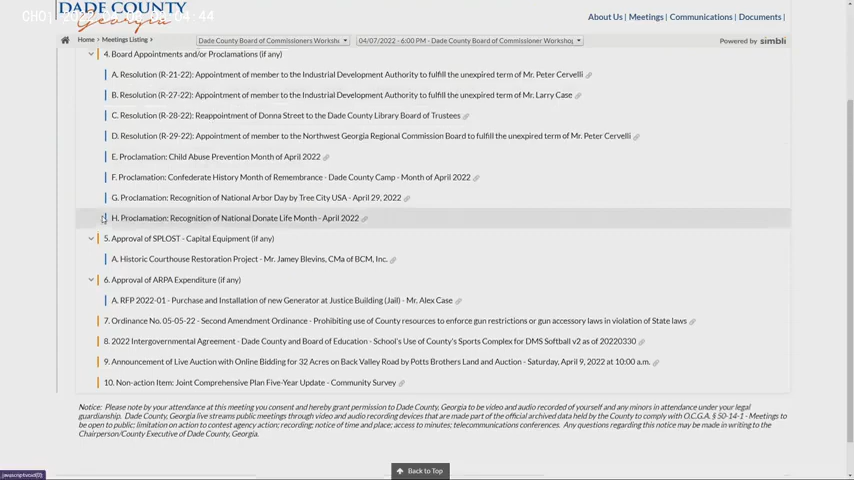 DADE COUNTY
Georgia
About Us | Meetings | Communications | Documents |
Home > Meetings Listing >
Dade County Board of Commissioners Worksh
04/07/2022 - 6:00 PM - Dade County Board of Commissioner Workshop
Powered by simbli
4. Board Appointments and/or Proclamations (if any)
A. Resolution (R-21-22): Appointment of member to the Industrial Development Authority to fulfill the unexpired term of Mr. Peter Cervelli
B. Resolution (R-27-22): Appointment of member to the Industrial Development Authority to fulfill the unexpired term of Mr. Larry Case
C. Resolution (R-28-22): Reappointment of Donna Street to the Dade County Library Board of Trustees
D. Resolution (R-29-22): Appointment of member to the Northwest Georgia Regional Commission Board to fulfill the unexpired term of Mr. Peter Cervelli
E. Proclamation: Child Abuse Prevention Month of April 2022
F. Proclamation: Confederate History Month of Remembrance - Dade County Camp - Month of April 2022
G. Proclamation: Recognition of National Arbor Day by Tree City USA - April 29, 2022
H. Proclamation: Recognition of National Donate Life Month - April 2022
5. Approval of SPLOST - Capital Equipment (if any)
A. Historic Courthouse Restoration Project - Mr. Jamey Blevins, CMa of BCM, Inc.
6. Approval of ARPA Expenditure (if any)
A. RFP 2022-01 - Purchase and Installation of new Generator at Justice Building (Jail) - Mr. Alex Case
7. Ordinance No. 05-05-22 - Second Amendment Ordinance - Prohibiting use of County resources to enforce gun restrictions or gun accessory laws in violation of State laws
8. 2022 Intergovernmental Agreement - Dade County and Board of Education - School's Use of County's Sports Complex for DMS Softball v2 as of 20220330
9. Announcement of Live Auction with Online Bidding for 32 Acres on Back Valley Road by Potts Brothers Land and Auction - Saturday, April 9, 2022 at 10:00 a.m.
10. Non-action Item: Joint Comprehensive Plan Five-Year Update - Community Survey
Notice: Please note by your attendance at this meeting you consent and hereby grant permission to Dade County, Georgia to be video and audio recorded of yourself and any minors in attendance under your legal
guardianship. Dade County, Georgia live streams public meetings through video and audio recording devices that are made part of the official archived data held by the County to comply with O.C.G.A. § 50-14-1 - Meetings to
be open to public; limitation on action to contest agency action; recording; notice of time and place; access to minutes; telecommunications conferences. Any questions regarding this notice may be made in writing to the
Chairperson/County Executive of Dade County, Georgia.
Back to Top
javascript:void(0);